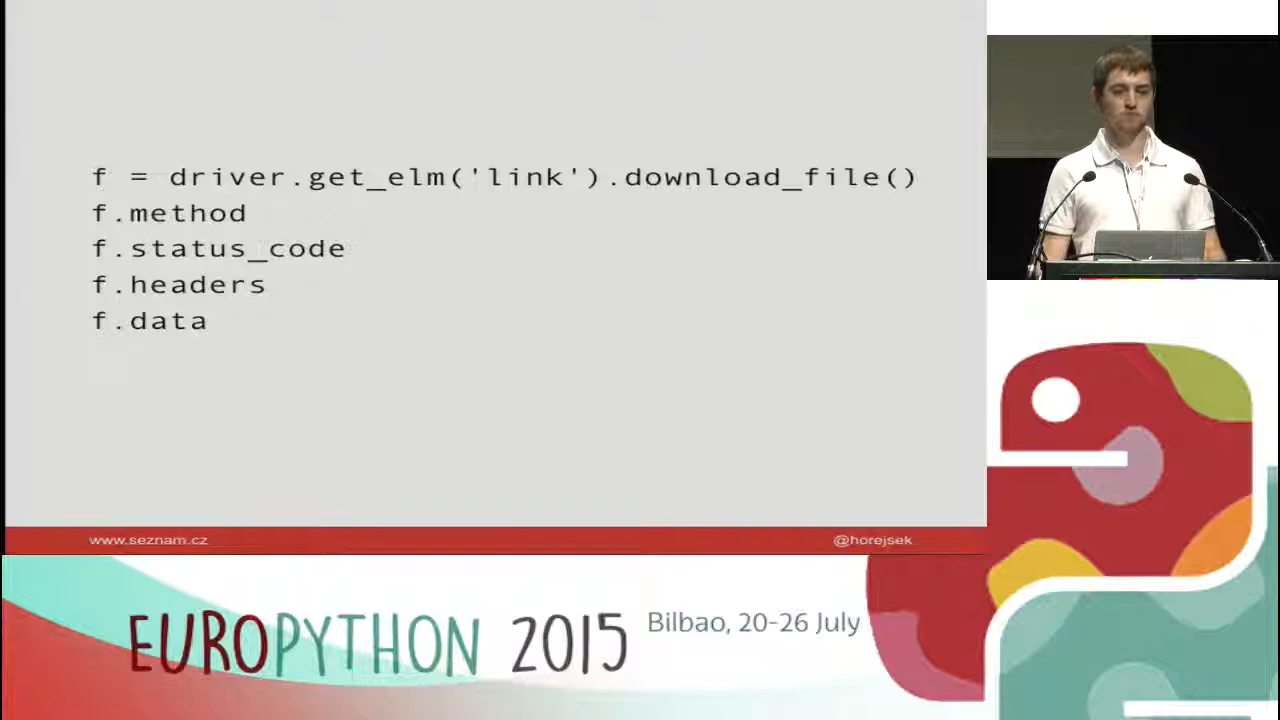 f = driver.get_elm('link').download_file()
f.method
f.status_code
f.headers
f.data
www.seznam.cz
@horejsek
EUROPYTHON 2015
Bilbao, 20-26 July